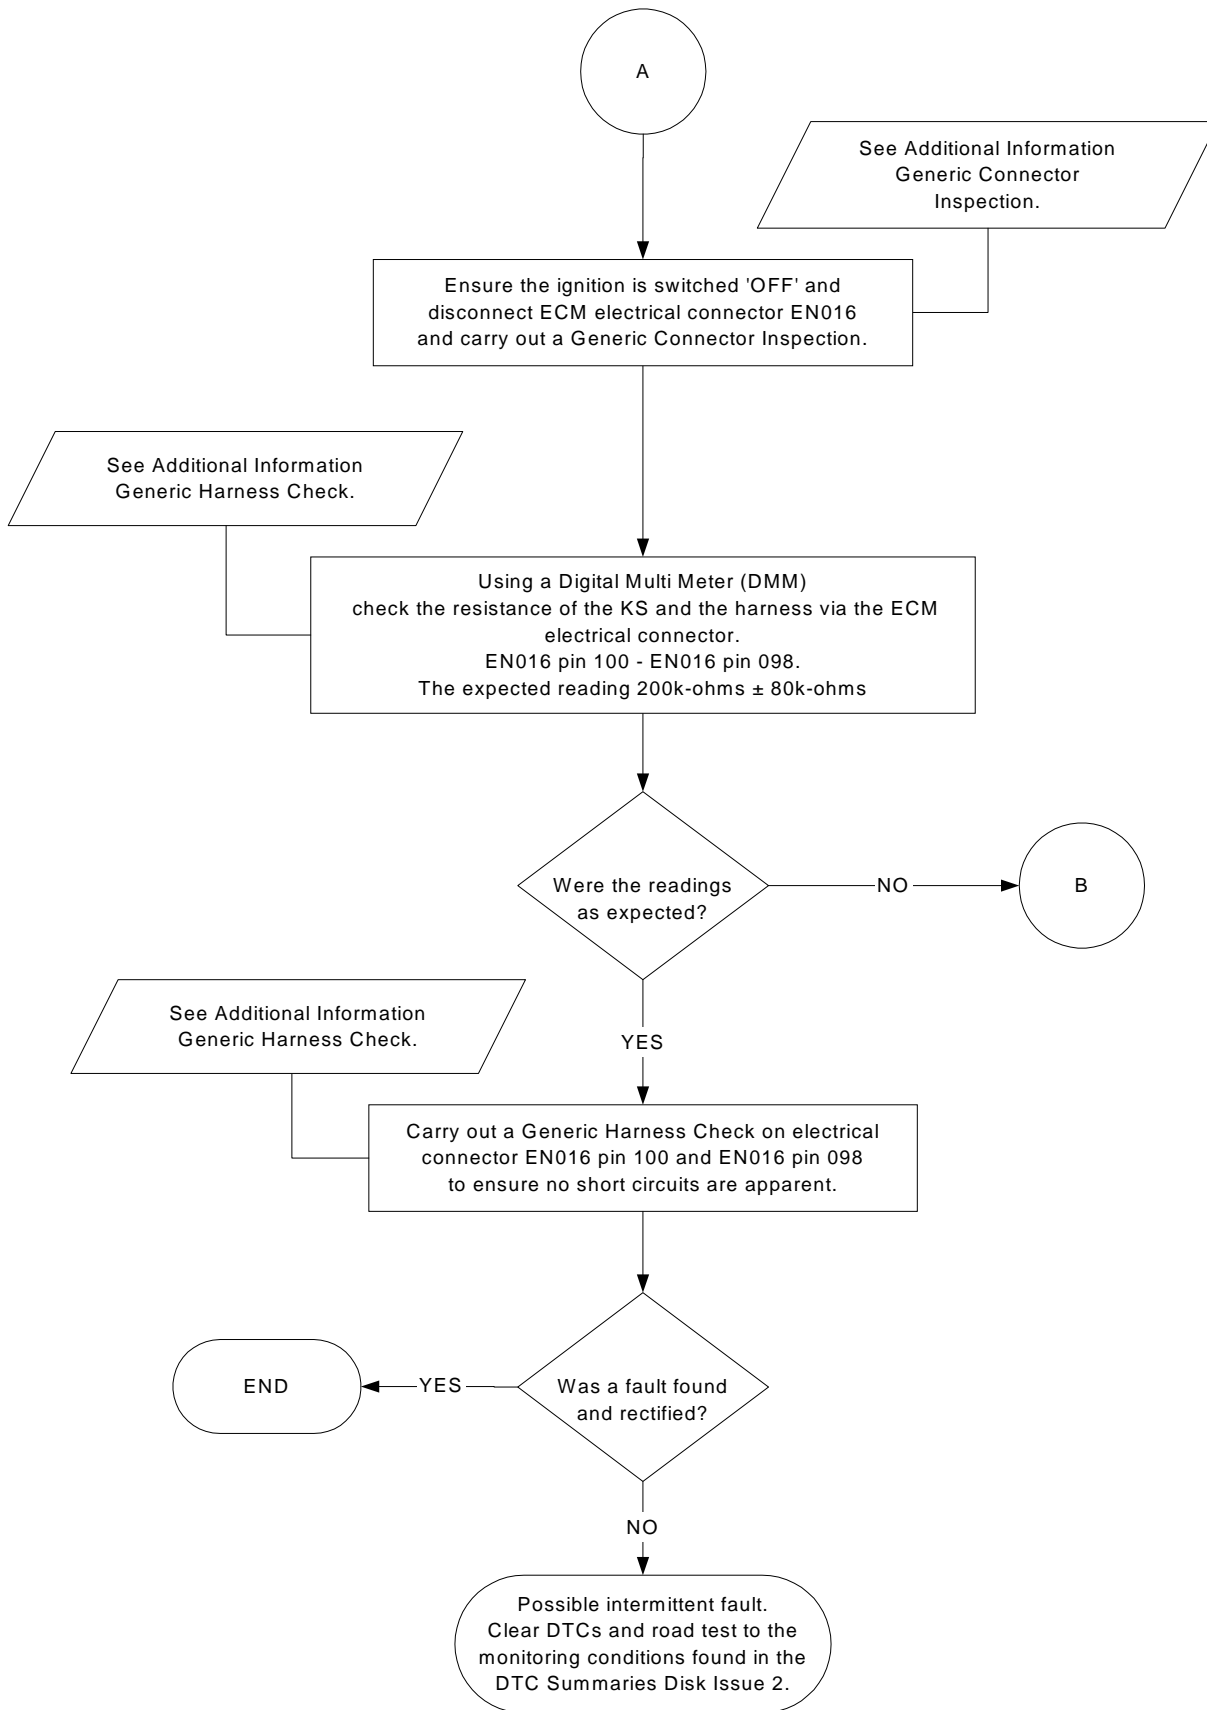 A
See Additional Information
Generic Connector
Inspection.
Ensure the ignition is switched 'OFF' and
disconnect ECM electrical connector EN016
and carry out a Generic Connector Inspection.
See Additional Information
Generic Harness Check.
Using a Digital Multi Meter (DMM)
check the resistance of the KS and the harness via the ECM
electrical connector.
EN016 pin 100 - EN016 pin 098.
The expected reading 200k-ohms ± 80k-ohms
Were the readings
as expected?
NO
B
See Additional Information
Generic Harness Check.
YES
Carry out a Generic Harness Check on electrical
connector EN016 pin 100 and EN016 pin 098
to ensure no short circuits are apparent.
END
YES
Was a fault found
and rectified?
NO
Possible intermittent fault.
Clear DTCs and road test to the
monitoring conditions found in the
DTC Summaries Disk Issue 2.